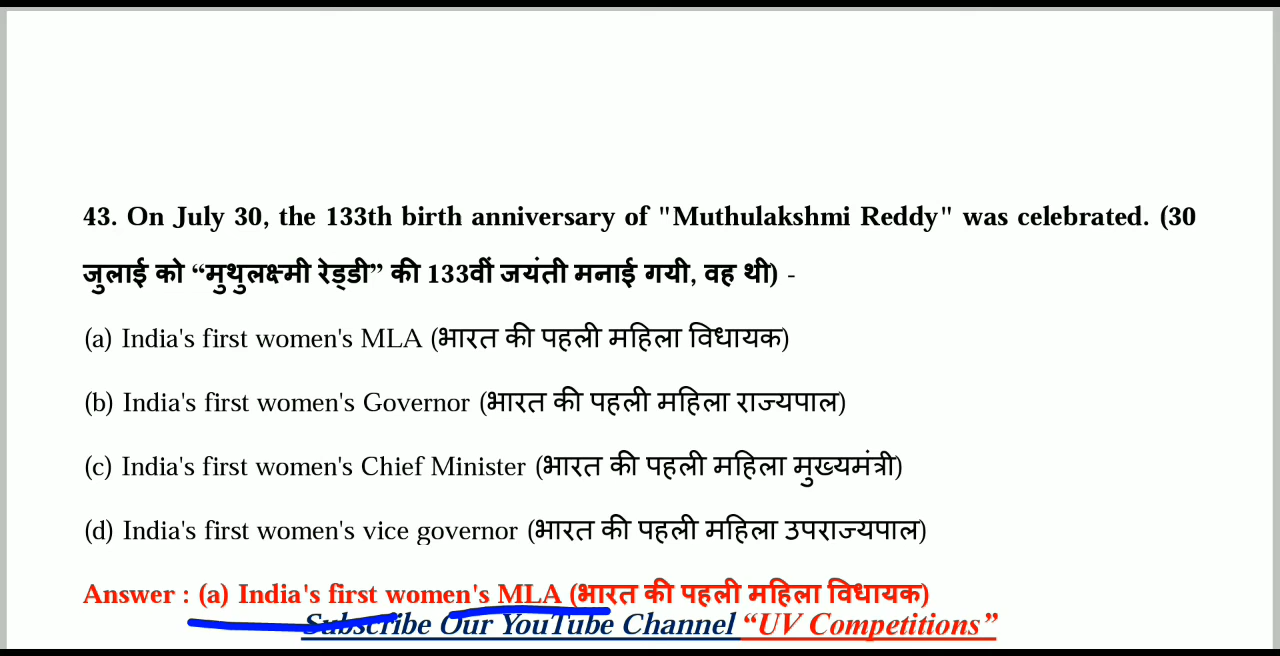 43. On July 30, the 133th birth anniversary of "Muthulakshmi Reddy" was celebrated. (30
जुलाई को “मुथुलक्ष्मी रेड्डी” की 133वीं जयंती मनाई गयी, वह थी) -
(a) India's first women's MLA (भारत की पहली महिला विधायक)
(b) India's first women's Governor (भारत की पहली महिला राज्यपाल)
(c) India's first women's Chief Minister (भारत की पहली महिला मुख्यमंत्री)
(d) India's first women's vice governor (भारत की पहली महिला उपराज्यपाल)
Answer : (a) India's first women's MLA (भारत की पहली महिला विधायक)
Subscribe Our YouTube Channel “UV Competitions”